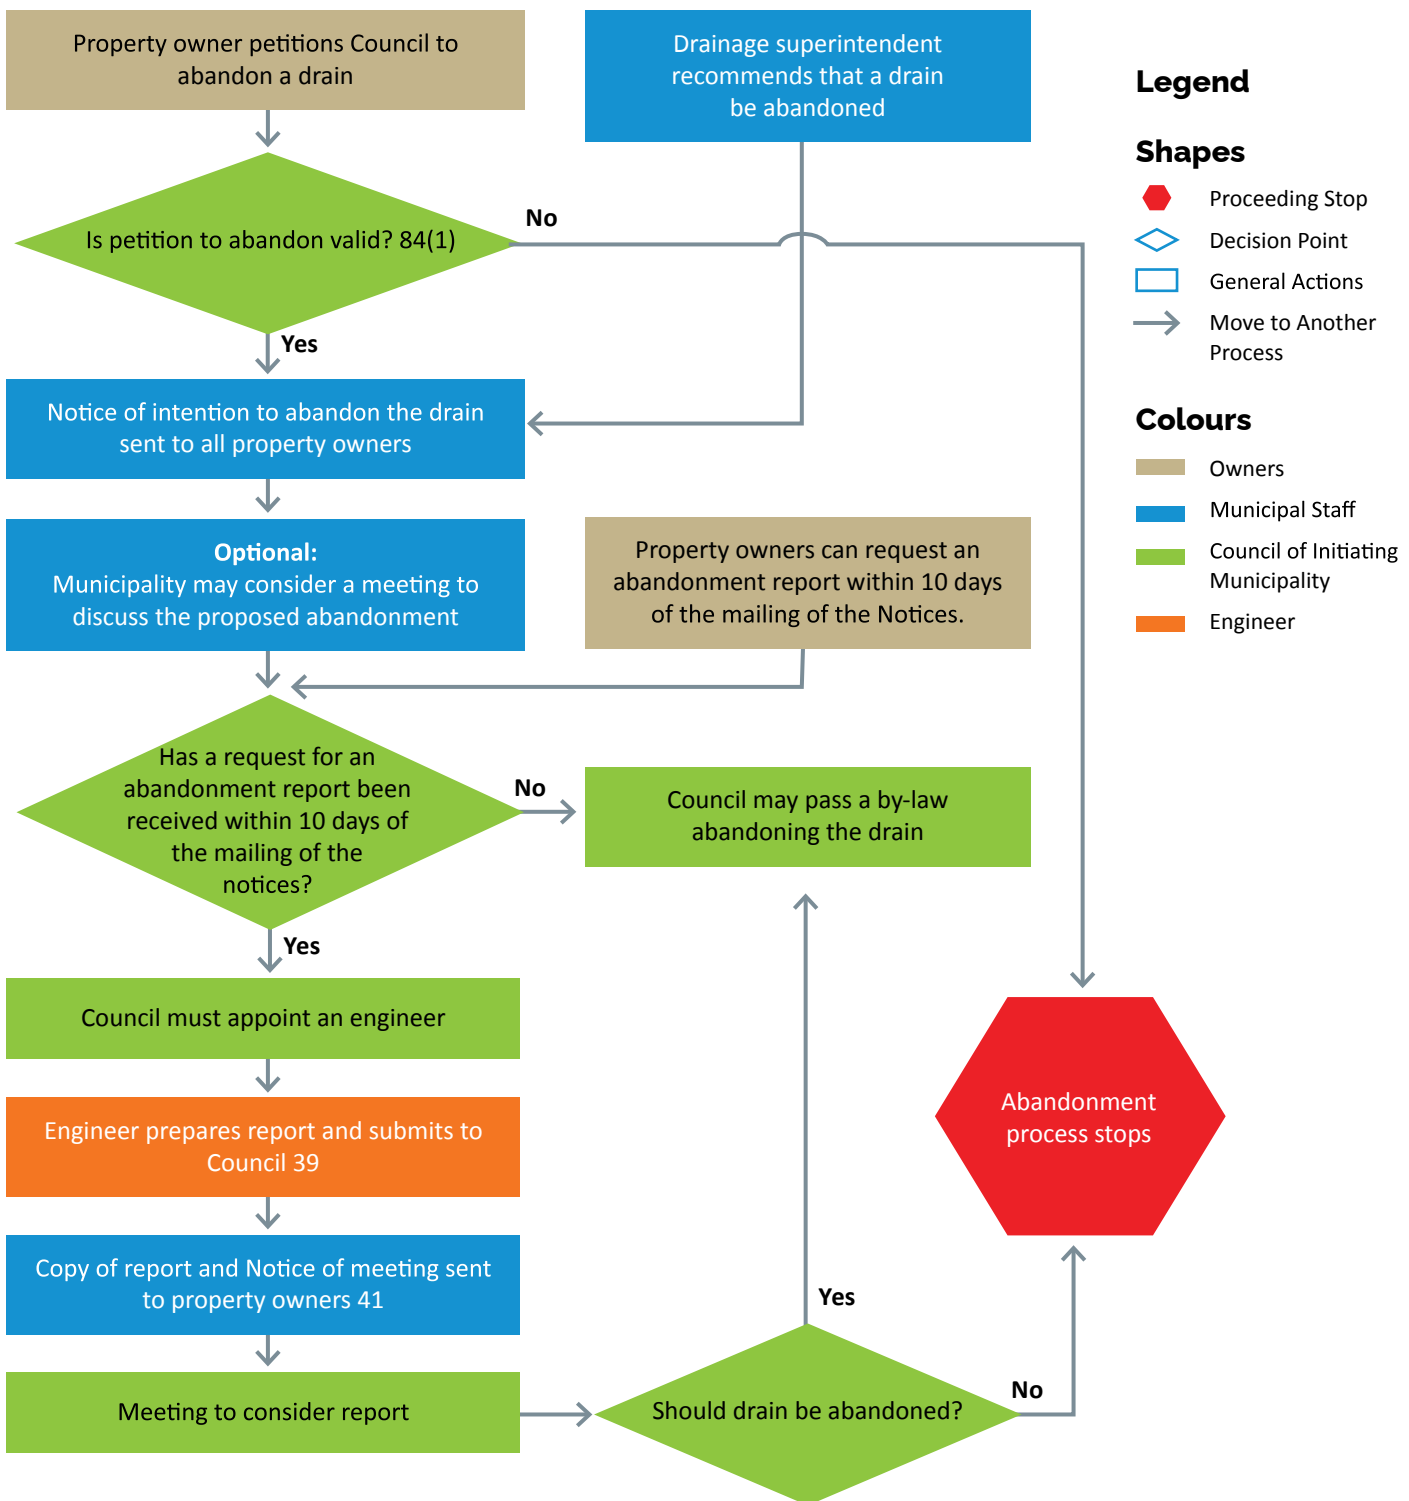 Property owner petitions Council to
abandon a drain
Drainage superintendent
recommends that a drain
be abandoned
Is petition to abandon valid? 84(1)
No
Yes
Notice of intention to abandon the drain
sent to all property owners
Optional:
Municipality may consider a meeting to
discuss the proposed abandonment
Property owners can request an
abandonment report within 10 days
of the mailing of the Notices.
Has a request for an
abandonment report been
received within 10 days of
the mailing of the
notices?
No
Council may pass a by-law
abandoning the drain
Yes
Council must appoint an engineer
Engineer prepares report and submits to
Council 39
Copy of report and Notice of meeting sent
to property owners 41
Meeting to consider report
Should drain be abandoned?
Yes
No
Abandonment
process stops
Legend
Shapes
Proceeding Stop
Decision Point
General Actions
Move to Another
Process
Colours
Owners
Municipal Staff
Council of Initiating
Municipality
Engineer